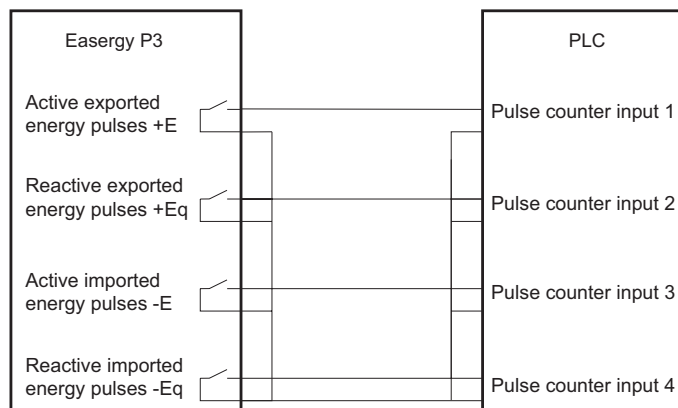 Easergy P3
PLC
Active exported
energy pulses +E
Pulse counter input 1
Reactive exported
energy pulses +Eq
Pulse counter input 2
Active imported
energy pulses -E
Pulse counter input 3
Reactive imported
energy pulses -Eq
Pulse counter input 4